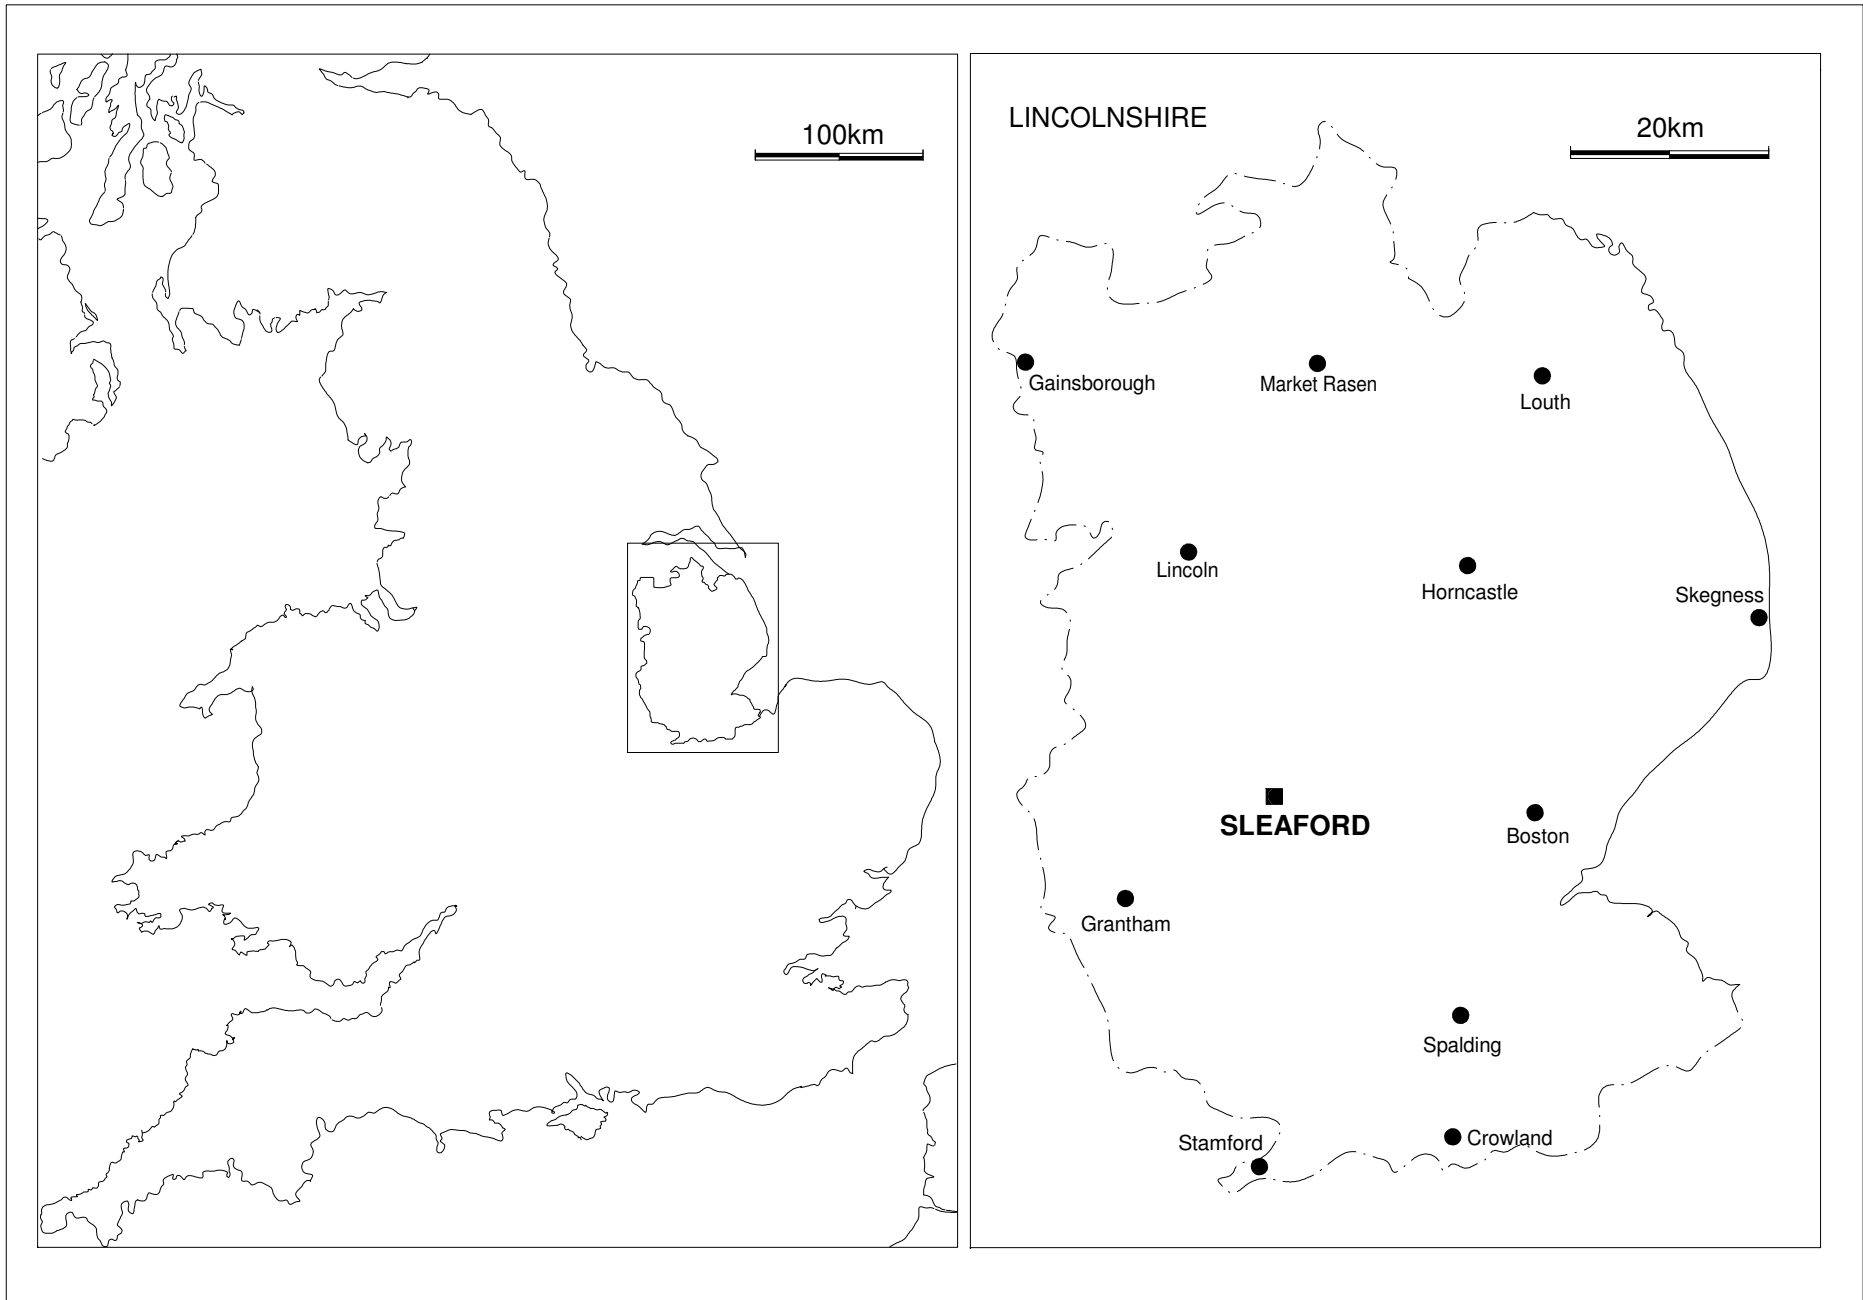 100km
LINCOLNSHIRE
20km
Gainsborough
Market Rasen
Louth
Lincoln
Horncastle
Skegness
SLEAFORD
Boston
Grantham
Spalding
Stamford
Crowland